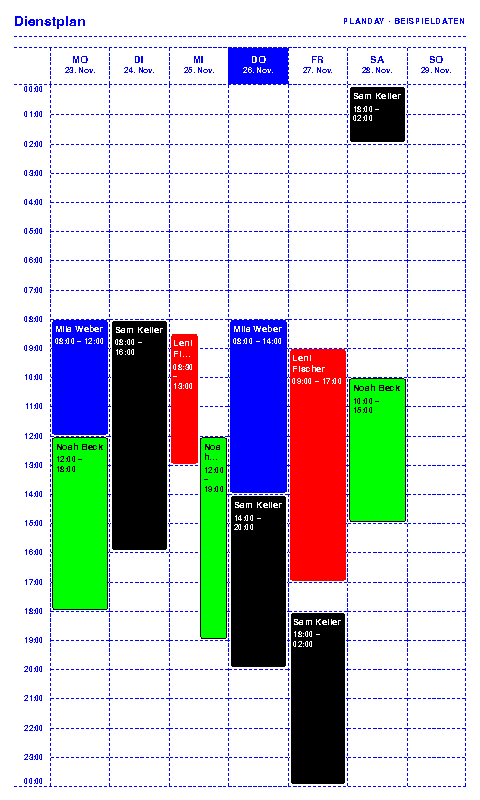 Dienstplan
PLANDAY · BEISPIELDATEN
MO
23. Nov.
DI
24. Nov.
MI
25. Nov.
DO
26. Nov.
FR
27. Nov.
SA
28. Nov.
SO
29. Nov.
00:00
01:00
02:00
03:00
04:00
05:00
06:00
07:00
08:00
09:00
10:00
11:00
12:00
13:00
14:00
15:00
16:00
17:00
18:00
19:00
20:00
21:00
22:00
23:00
00:00
Mila Weber
08:00 – 12:00
Noah Beck
12:00 –
18:00
Sam Keller
08:00 –
16:00
Leni
Fi…
08:30
–
13:00
Noa
h…
12:00
–
19:00
Mila Weber
08:00 – 14:00
Sam Keller
14:00 –
20:00
Leni
Fischer
09:00 – 17:00
Sam Keller
18:00 –
02:00
Sam Keller
18:00 –
02:00
Noah Beck
10:00 –
15:00